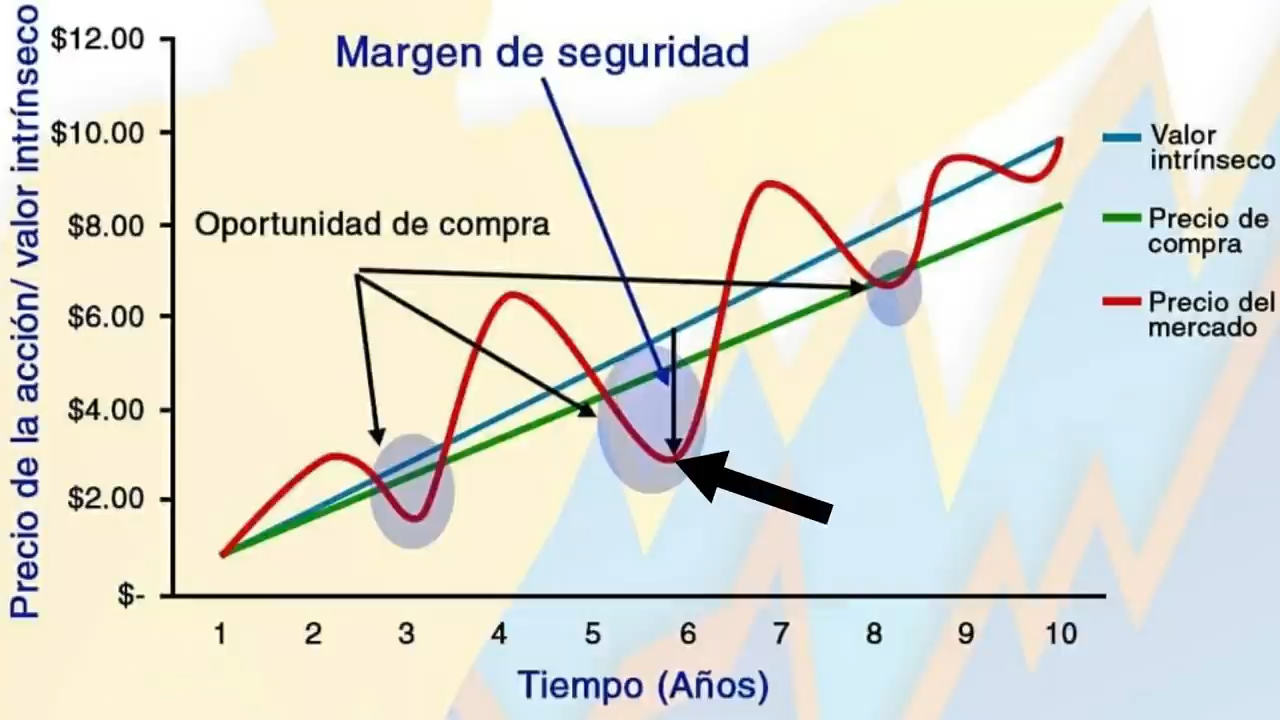 Precio de la acción/ valor intrínseco
$12.00
$10.00
$8.00
$6.00
$4.00
$2.00
$-
Margen de seguridad
Oportunidad de compra
Valor
intrínseco
Precio de
compra
Precio del
mercado
1 2 3 4 5 6 7 8 9 10
Tiempo (Años)